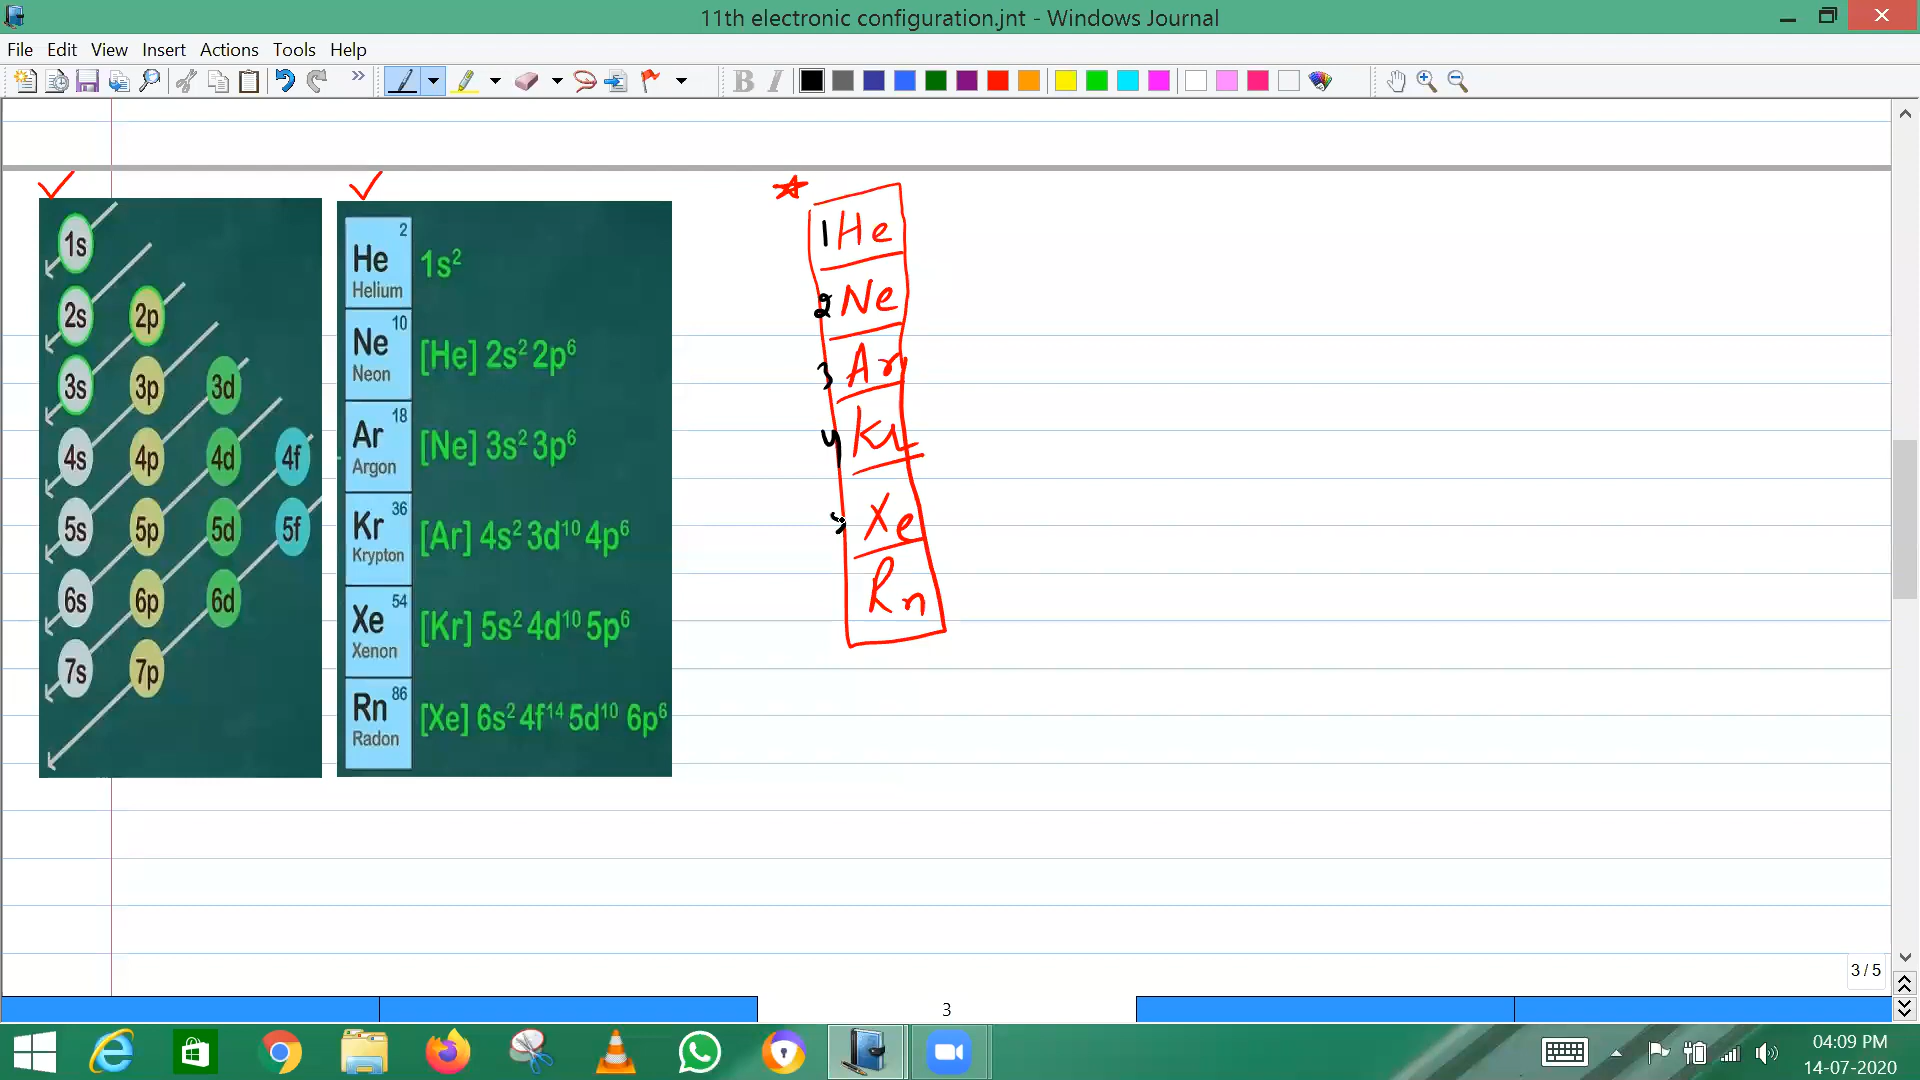 11th electronic configuration.jnt - Windows Journal
File Edit View Insert Actions Tools Help
B I
1s
2s 2p
3s 3p 3d
4s 4p 4d 4f
5s 5p 5d 5f
6s 6p 6d
7s 7p
2
He
Helium
1s²
10
Ne
Neon
[He] 2s² 2p⁶
18
Ar
Argon
[Ne] 3s² 3p⁶
36
Kr
Krypton
[Ar] 4s² 3d¹⁰ 4p⁶
54
Xe
Xenon
[Kr] 5s² 4d¹⁰ 5p⁶
86
Rn
Radon
[Xe] 6s² 4f¹⁴ 5d¹⁰ 6p⁶
1 He
2 Ne
3 Ar
4 Kr
Xe
Rn
3 / 5
3
04:09 PM
14-07-2020